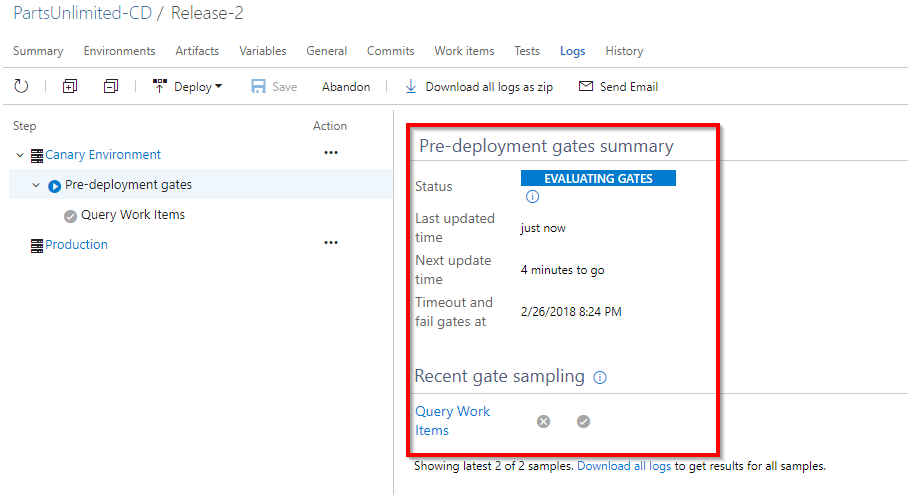 PartsUnlimited-CD / Release-2
Summary Environments Artifacts Variables General Commits Work items Tests Logs History
Deploy Save Abandon Download all logs as zip Send Email
Step Action
Canary Environment ...
Pre-deployment gates
Query Work Items
Production ...
Pre-deployment gates summary
Status EVALUATING GATES
Last updated
time
just now
Next update
time
4 minutes to go
Timeout and
fail gates at
2/26/2018 8:24 PM
Recent gate sampling
Query Work
Items
Showing latest 2 of 2 samples. Download all logs to get results for all samples.